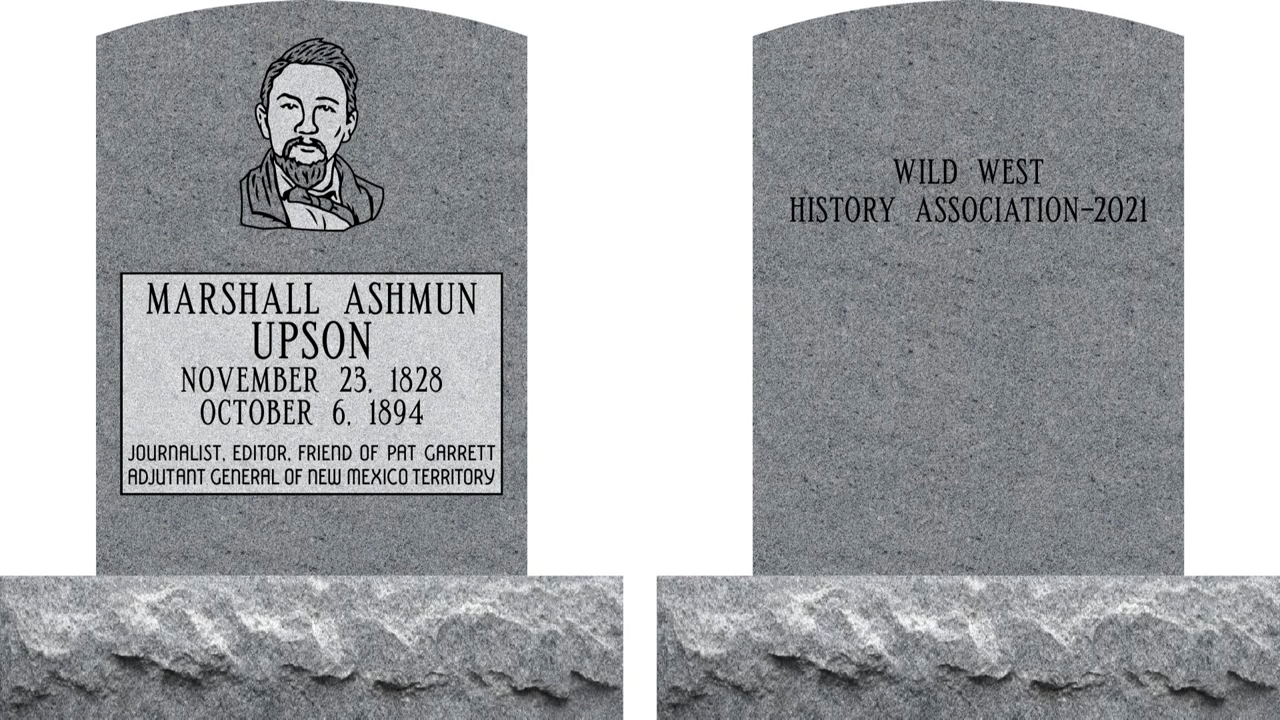 MARSHALL ASHMUN
UPSON
NOVEMBER 23, 1828
OCTOBER 6, 1894
JOURNALIST, EDITOR, FRIEND OF PAT GARRETT
ADJUTANT GENERAL OF NEW MEXICO TERRITORY
WILD WEST
HISTORY ASSOCIATION-2021